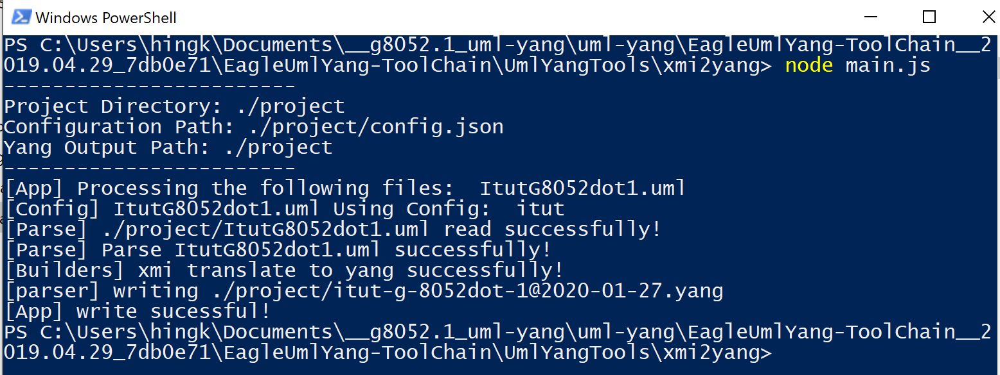 Windows PowerShell
PS C:\Users\hingk\Documents\__g8052.1_uml-yang\uml-yang\EagleUmlYang-ToolChain__2
019.04.29_7db0e71\EagleUmlYang-ToolChain\UmlYangTools\xmi2yang> node main.js
------------------------
Project Directory: ./project
Configuration Path: ./project/config.json
Yang Output Path: ./project
------------------------
[App] Processing the following files:  ItutG8052dot1.uml
[Config] ItutG8052dot1.uml Using Config:  itut
[Parse] ./project/ItutG8052dot1.uml read successfully!
[Parse] Parse ItutG8052dot1.uml successfully!
[Builders] xmi translate to yang successfully!
[parser] writing ./project/itut-g-8052dot-1@2020-01-27.yang
[App] write sucessful!
PS C:\Users\hingk\Documents\__g8052.1_uml-yang\uml-yang\EagleUmlYang-ToolChain__2
019.04.29_7db0e71\EagleUmlYang-ToolChain\UmlYangTools\xmi2yang>